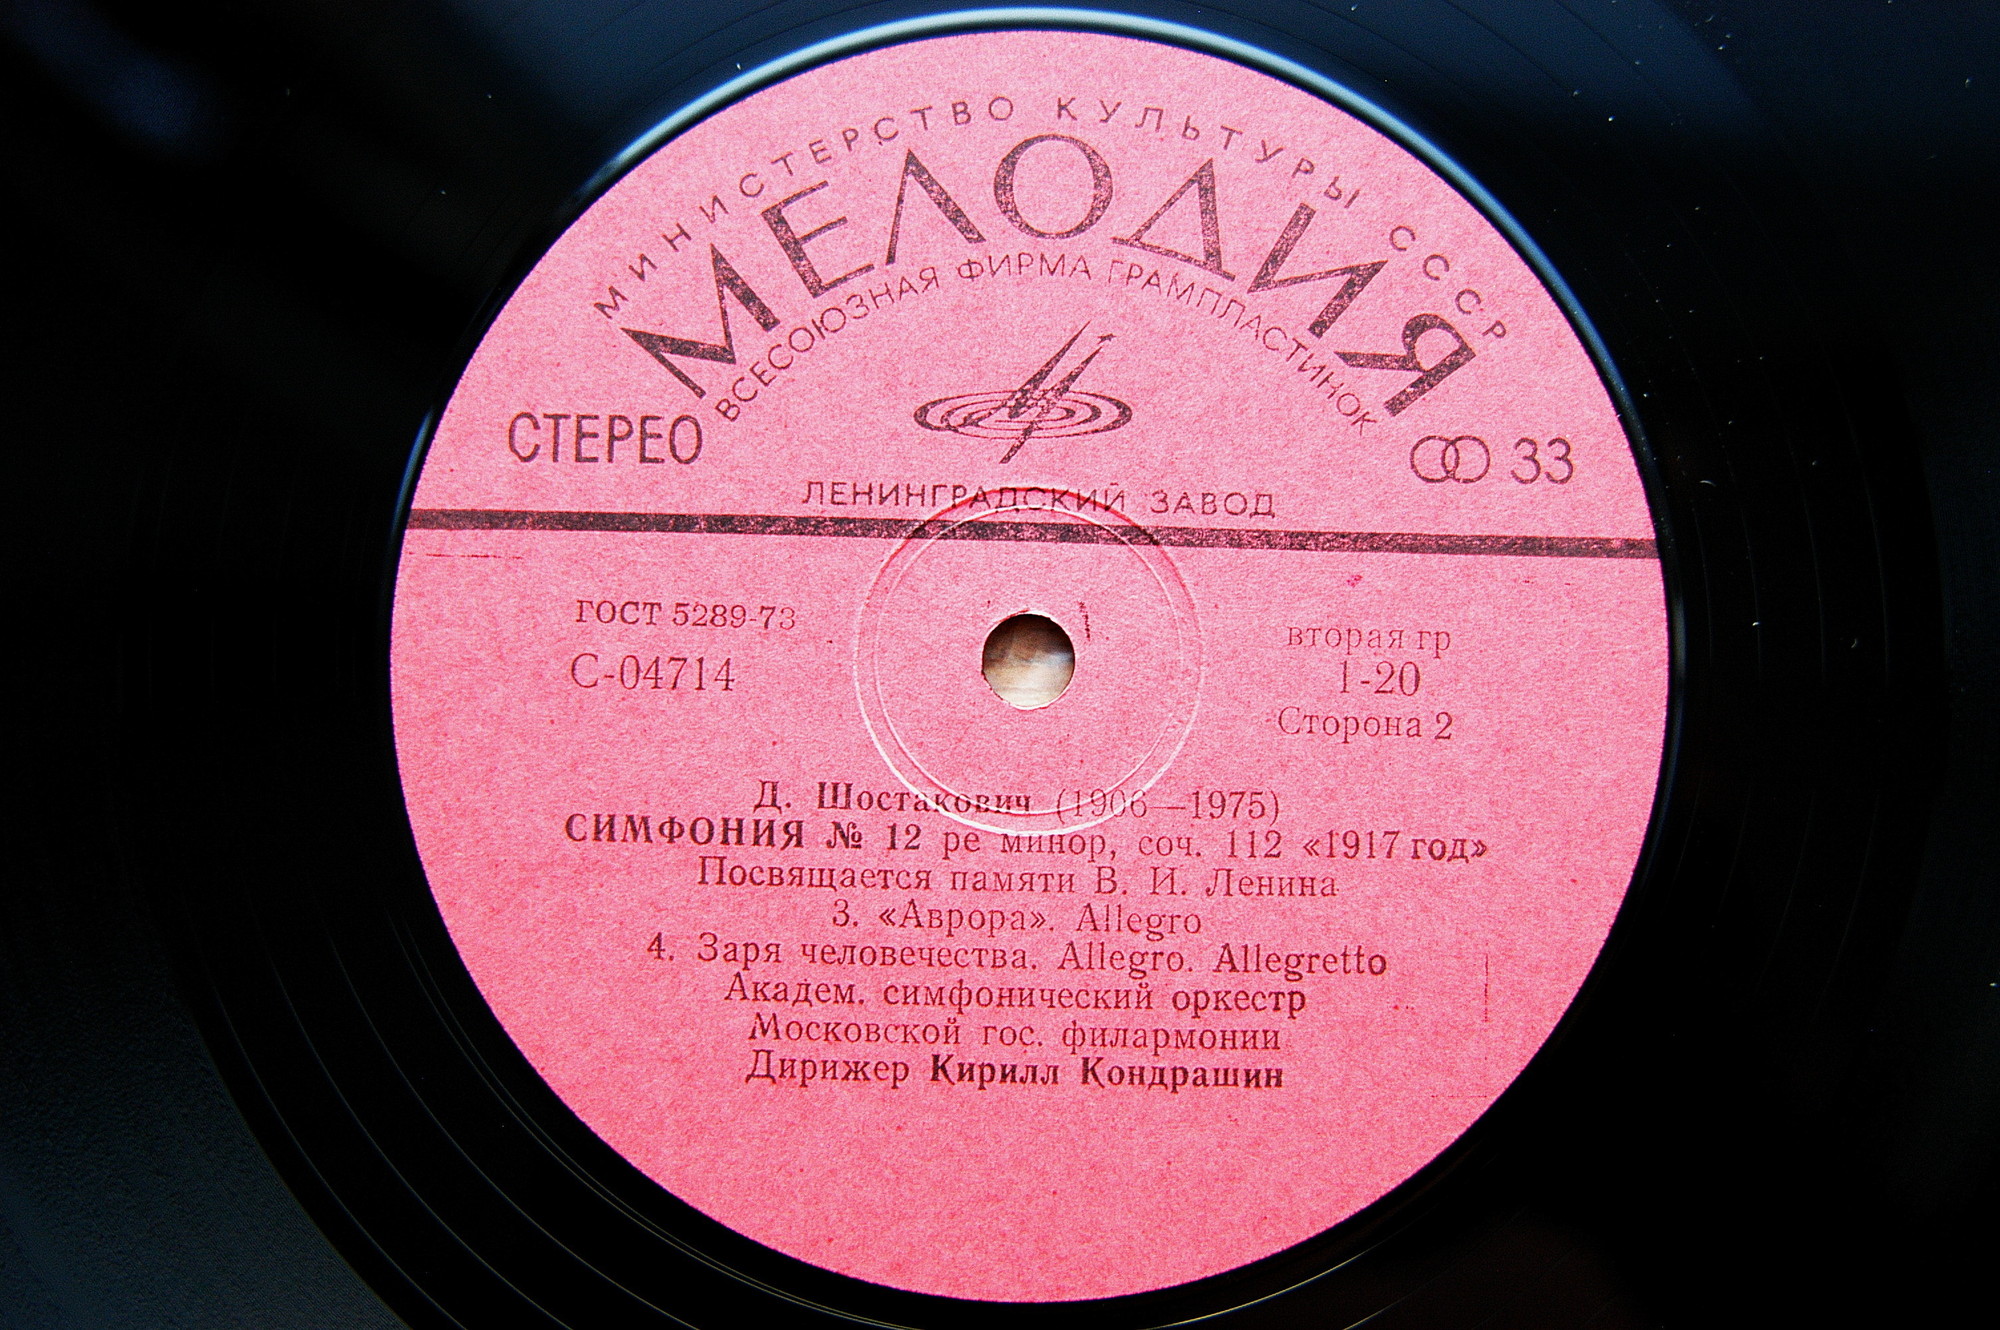 МИНИСТЕРСТВО КУЛЬТУРЫ СССР
МЕЛОДИЯ
ВСЕСОЮЗНАЯ ФИРМА ГРАМПЛАСТИНОК
СТЕРЕО
33
ЛЕНИНГРАДСКИЙ ЗАВОД
ГОСТ 5289-73
С-04714
вторая гр
1-20
Сторона 2
Д. Шостакович (1906—1975)
СИМФОНИЯ № 12 ре минор, соч. 112 «1917 год»
Посвящается памяти В. И. Ленина
3. «Аврора». Allegro
4. Заря человечества. Allegro. Allegretto
Академ. симфонический оркестр
Московской гос. филармонии
Дирижер Кирилл Кондрашин